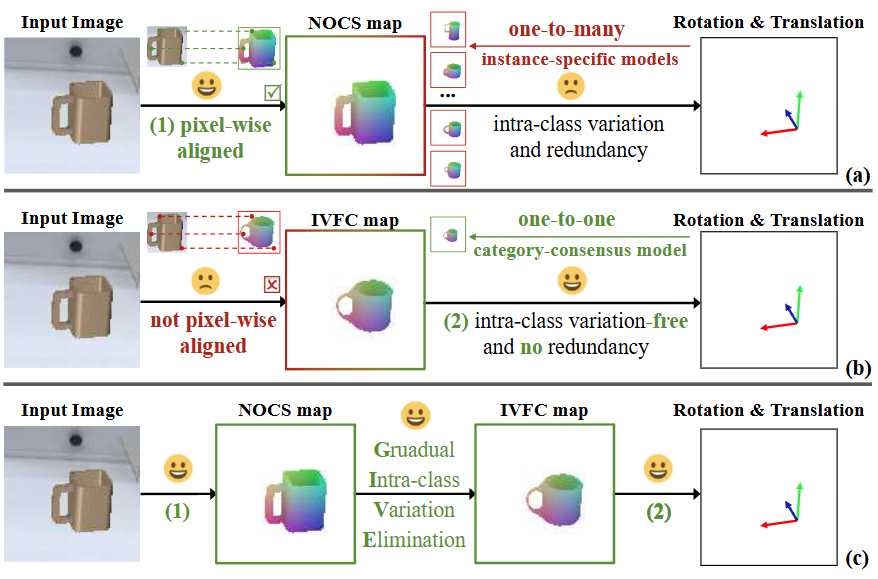 Input Image
NOCS map
one-to-many
instance-specific models
Rotation & Translation
(1) pixel-wise
aligned
...
intra-class variation
and redundancy
(a)
Input Image
IVFC map
one-to-one
category-consensus model
Rotation & Translation
not pixel-wise
aligned
(2) intra-class variation-free
and no redundancy
(b)
Input Image
NOCS map
IVFC map
Rotation & Translation
(1)
Gruadual
Intra-class
Variation
Elimination
(2)
(c)